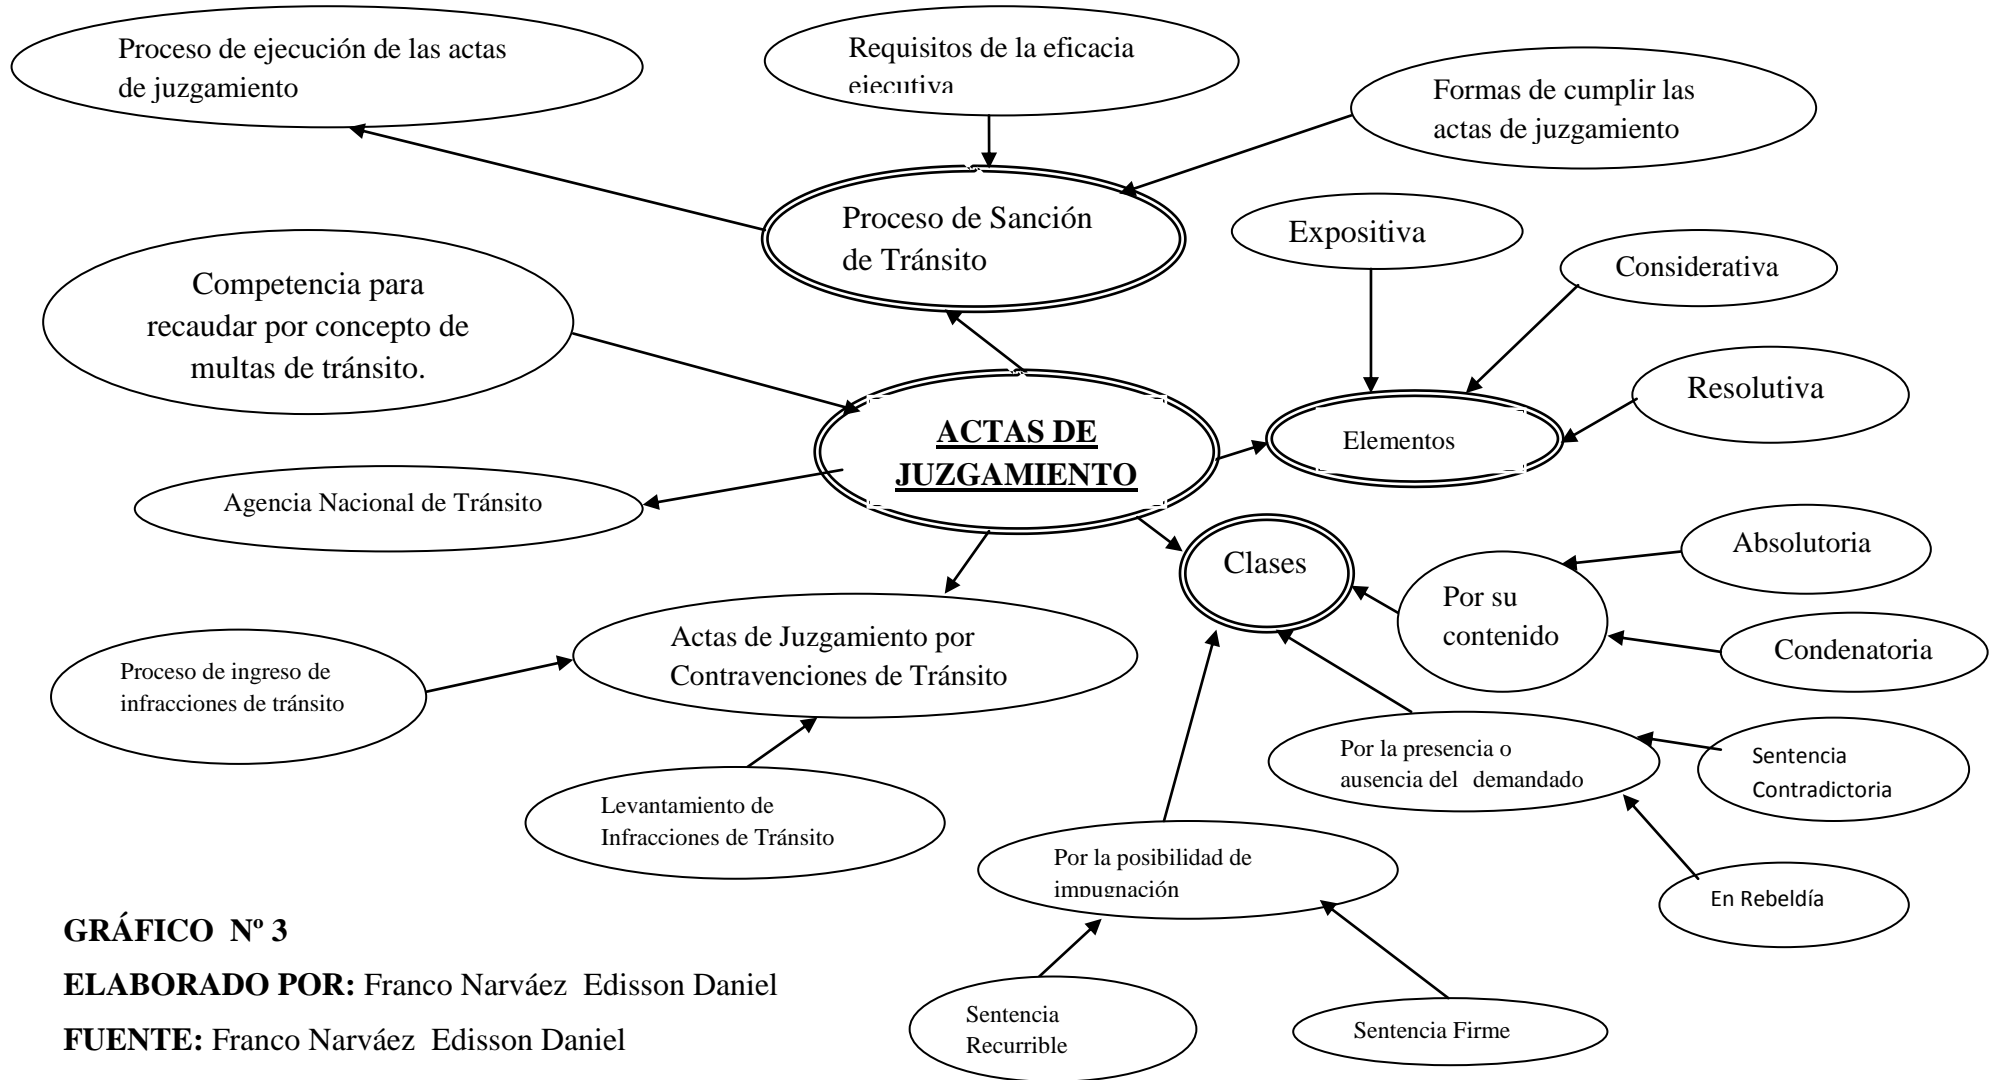 Proceso de ejecución de las actas
de juzgamiento
Requisitos de la eficacia
ejecutiva
Formas de cumplir las
actas de juzgamiento
Proceso de Sanción
de Tránsito
Expositiva
Considerativa
Resolutiva
Competencia para
recaudar por concepto de
multas de tránsito.
ACTAS DE
JUZGAMIENTO
Elementos
Agencia Nacional de Tránsito
Clases
Absolutoria
Por su
contenido
Condenatoria
Actas de Juzgamiento por
Contravenciones de Tránsito
Proceso de ingreso de
infracciones de tránsito
Por la presencia o
ausencia del demandado
Sentencia
Contradictoria
Levantamiento de
Infracciones de Tránsito
Por la posibilidad de
impugnación
En Rebeldía
Sentencia
Recurrible
Sentencia Firme
GRÁFICO Nº 3
ELABORADO POR: Franco Narváez Edisson Daniel
FUENTE: Franco Narváez Edisson Daniel